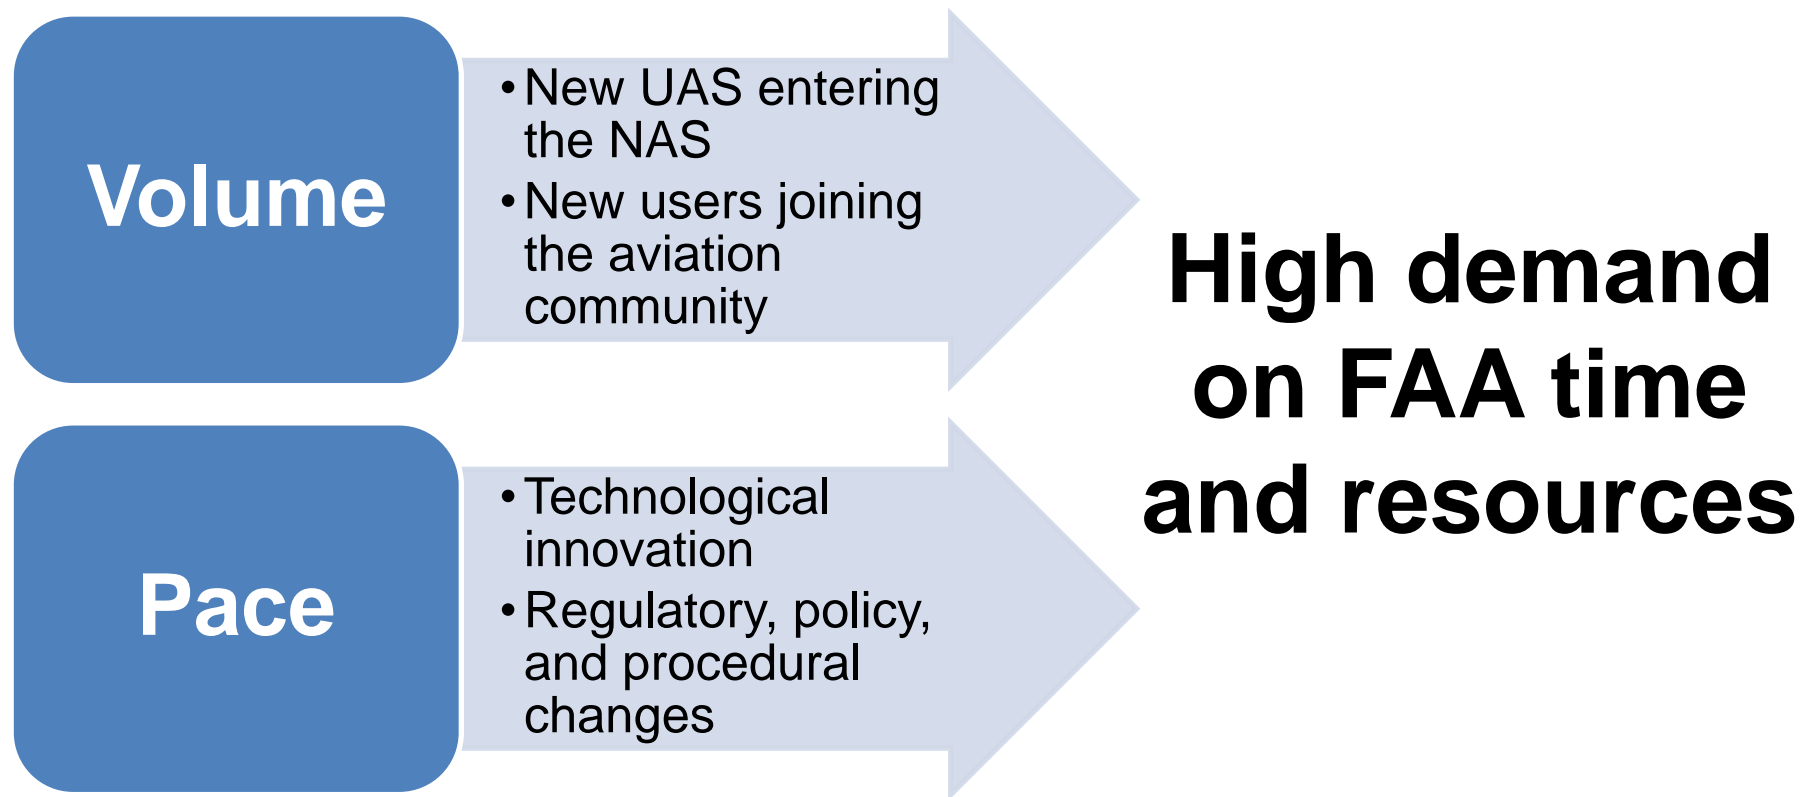 Volume
• New UAS entering
the NAS
• New users joining
the aviation
community
Pace
• Technological
innovation
• Regulatory, policy,
and procedural
changes
High demand
on FAA time
and resources